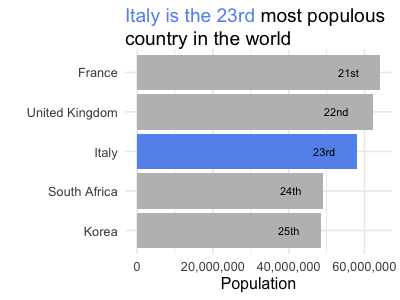 Italy is the 23rd most populous
country in the world
France
21st
United Kingdom
22nd
Italy
23rd
South Africa
24th
Korea
25th
0
20,000,000
40,000,000
60,000,000
Population